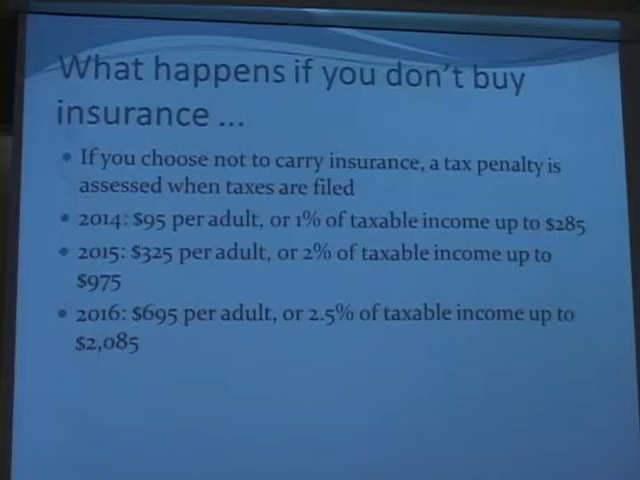 What happens if you don't buy
insurance ...
• If you choose not to carry insurance, a tax penalty is
assessed when taxes are filed
• 2014: $95 per adult, or 1% of taxable income up to $285
• 2015: $325 per adult, or 2% of taxable income up to
$975
• 2016: $695 per adult, or 2.5% of taxable income up to
$2,085